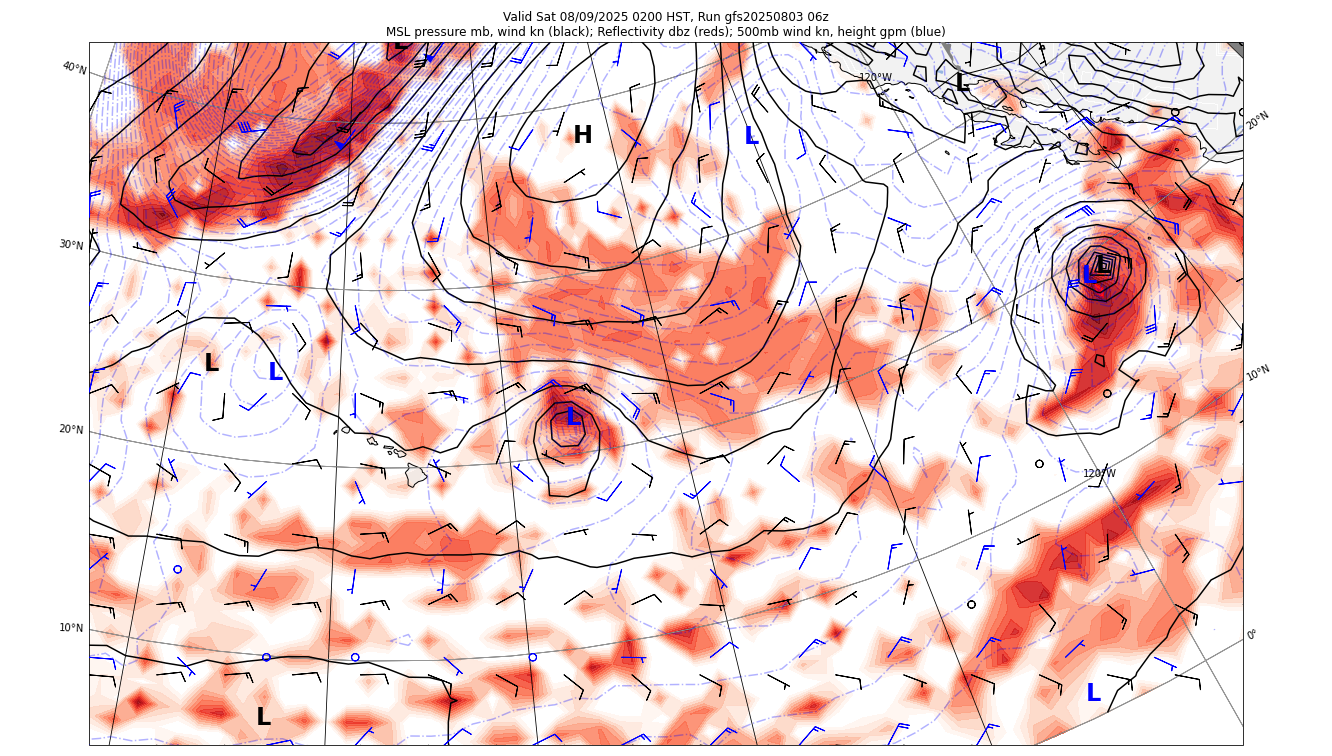 Valid Sat 08/09/2025 0200 HST, Run gfs20250803 06z
MSL pressure mb, wind kn (black); Reflectivity dbz (reds); 500mb wind kn, height gpm (blue)
L
40°N
120°W
L
H
L
20°N
30°N
L
L
L
L
10°N
L
20°N
120°W
10°N
0°
L
L